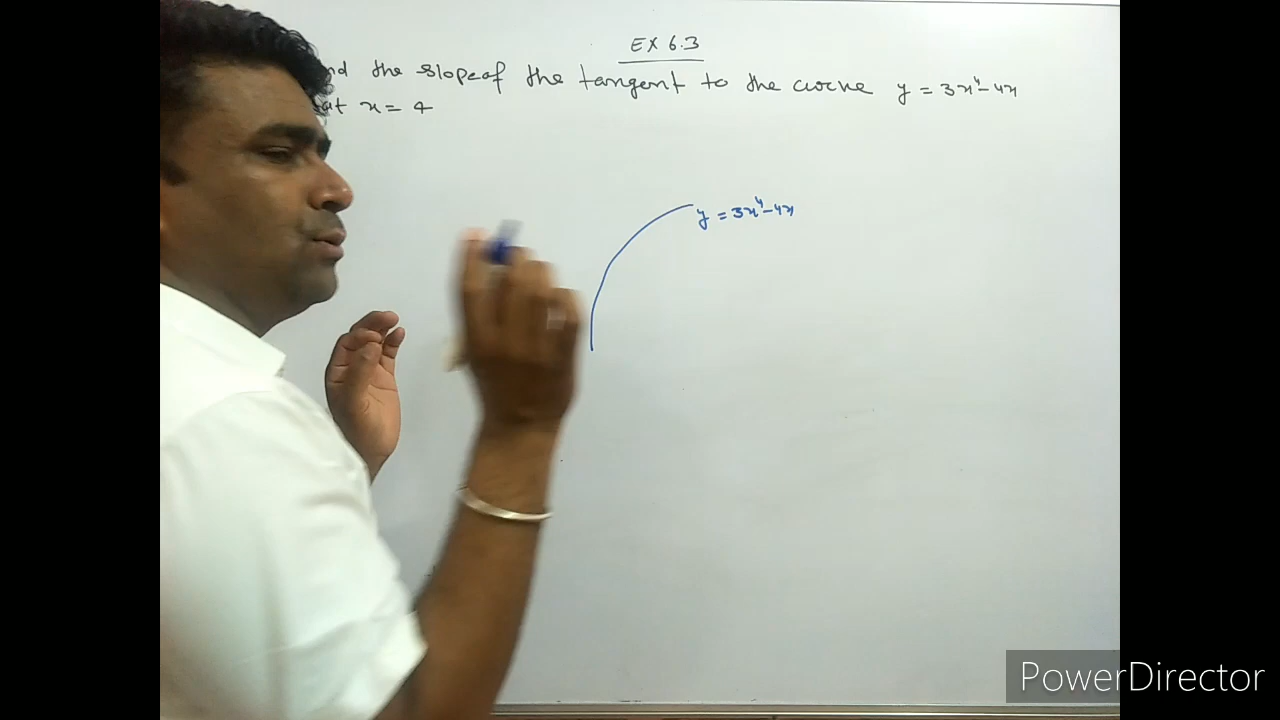 EX 6.3
nd the slope of the tangent to the curve y = 3x⁴-4x
at x = 4
y = 3x⁴-4x
PowerDirector